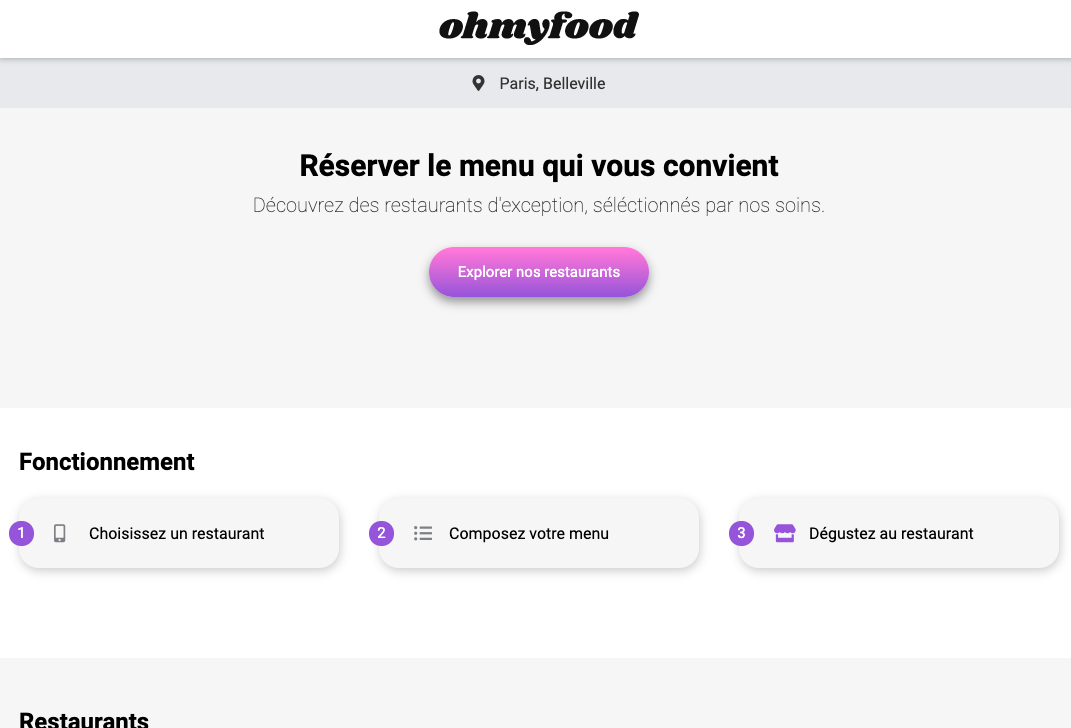 ohmyfood
Paris, Belleville
Réserver le menu qui vous convient
Découvrez des restaurants d'exception, séléctionnés par nos soins.
Explorer nos restaurants
Fonctionnement
1 Choisissez un restaurant
2 Composez votre menu
3 Dégustez au restaurant
Restaurants